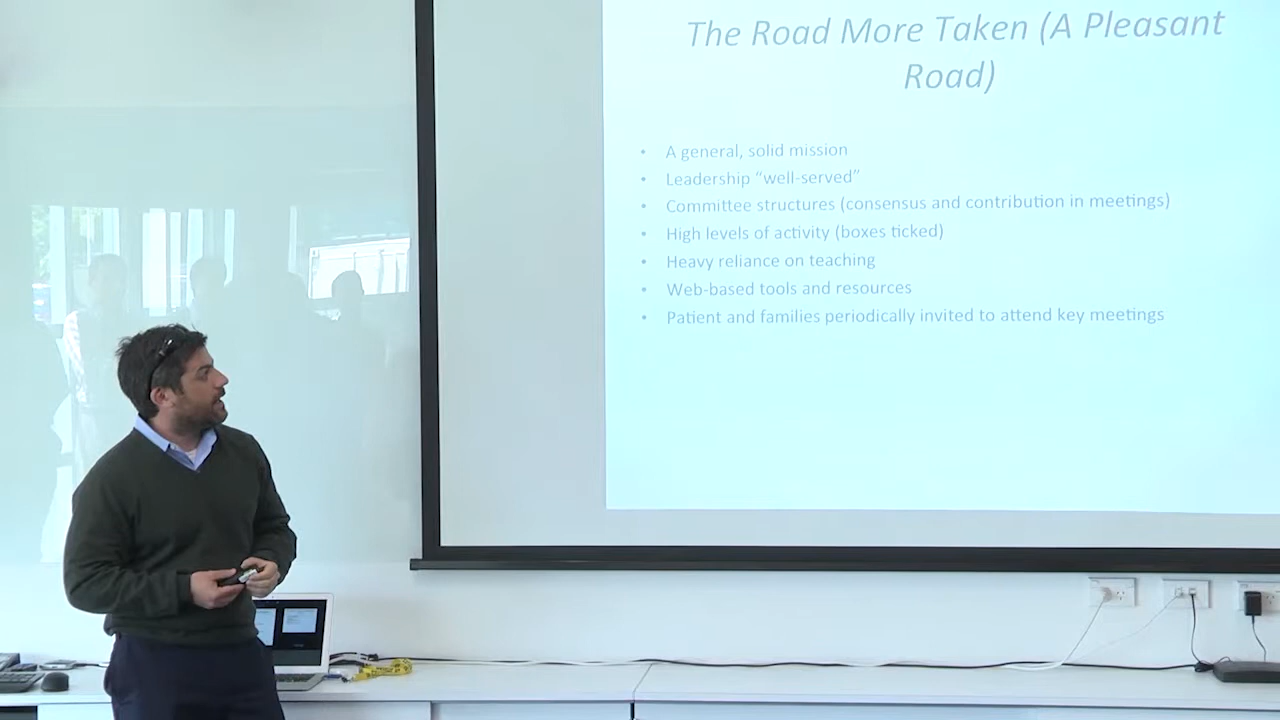 The Road More Taken (A Pleasant
Road)
• A general, solid mission
• Leadership “well-served”
• Committee structures (consensus and contribution in meetings)
• High levels of activity (boxes ticked)
• Heavy reliance on teaching
• Web-based tools and resources
• Patient and families periodically invited to attend key meetings